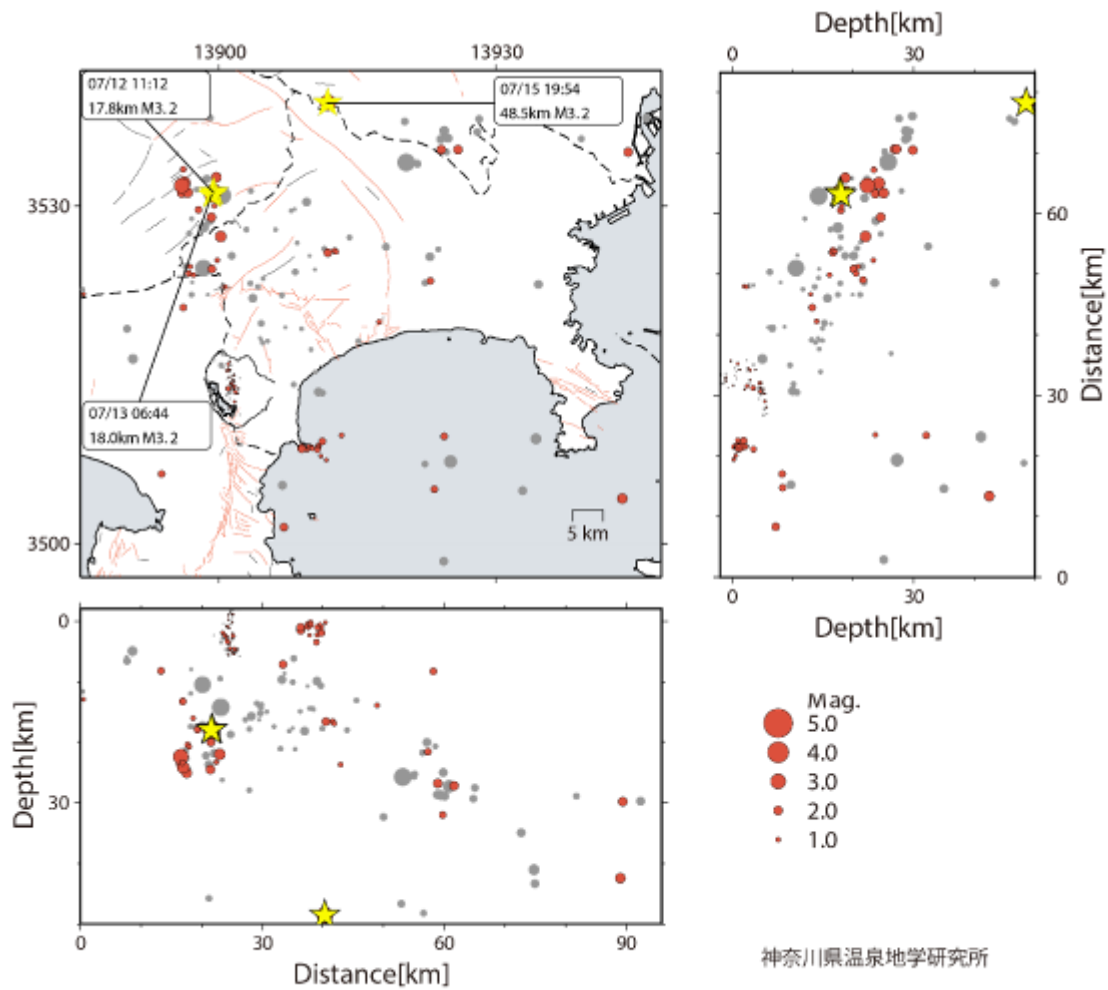 Depth[km]
13900
13930
0
30
07/12 11:12
17.8km M3.2
07/15 19:54
48.5km M3.2
3530
60
Distance[km]
30
07/13 06:44
18.0km M3.2
5 km
3500
0
0
30
Depth[km]
0
30
Depth[km]
Mag.
5.0
4.0
3.0
2.0
1.0
0
30
60
90
Distance[km]
神奈川県温泉地学研究所